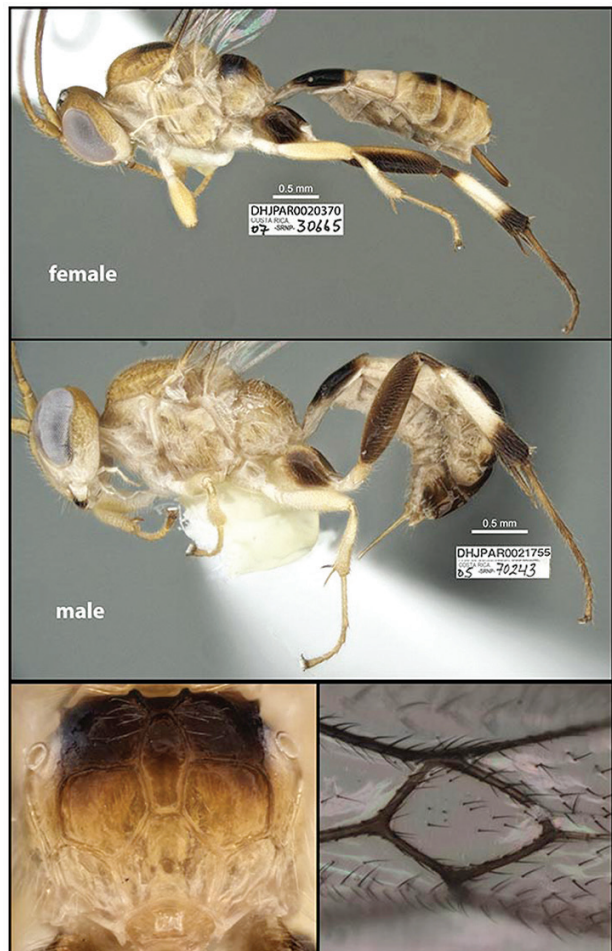 0.5 mm
DHJPAR0020370
COSTA RICA
07 -SRNP- 30665
female
0.5 mm
DHJPAR0021755
COSTA RICA
05 -SRNP- 70243
male